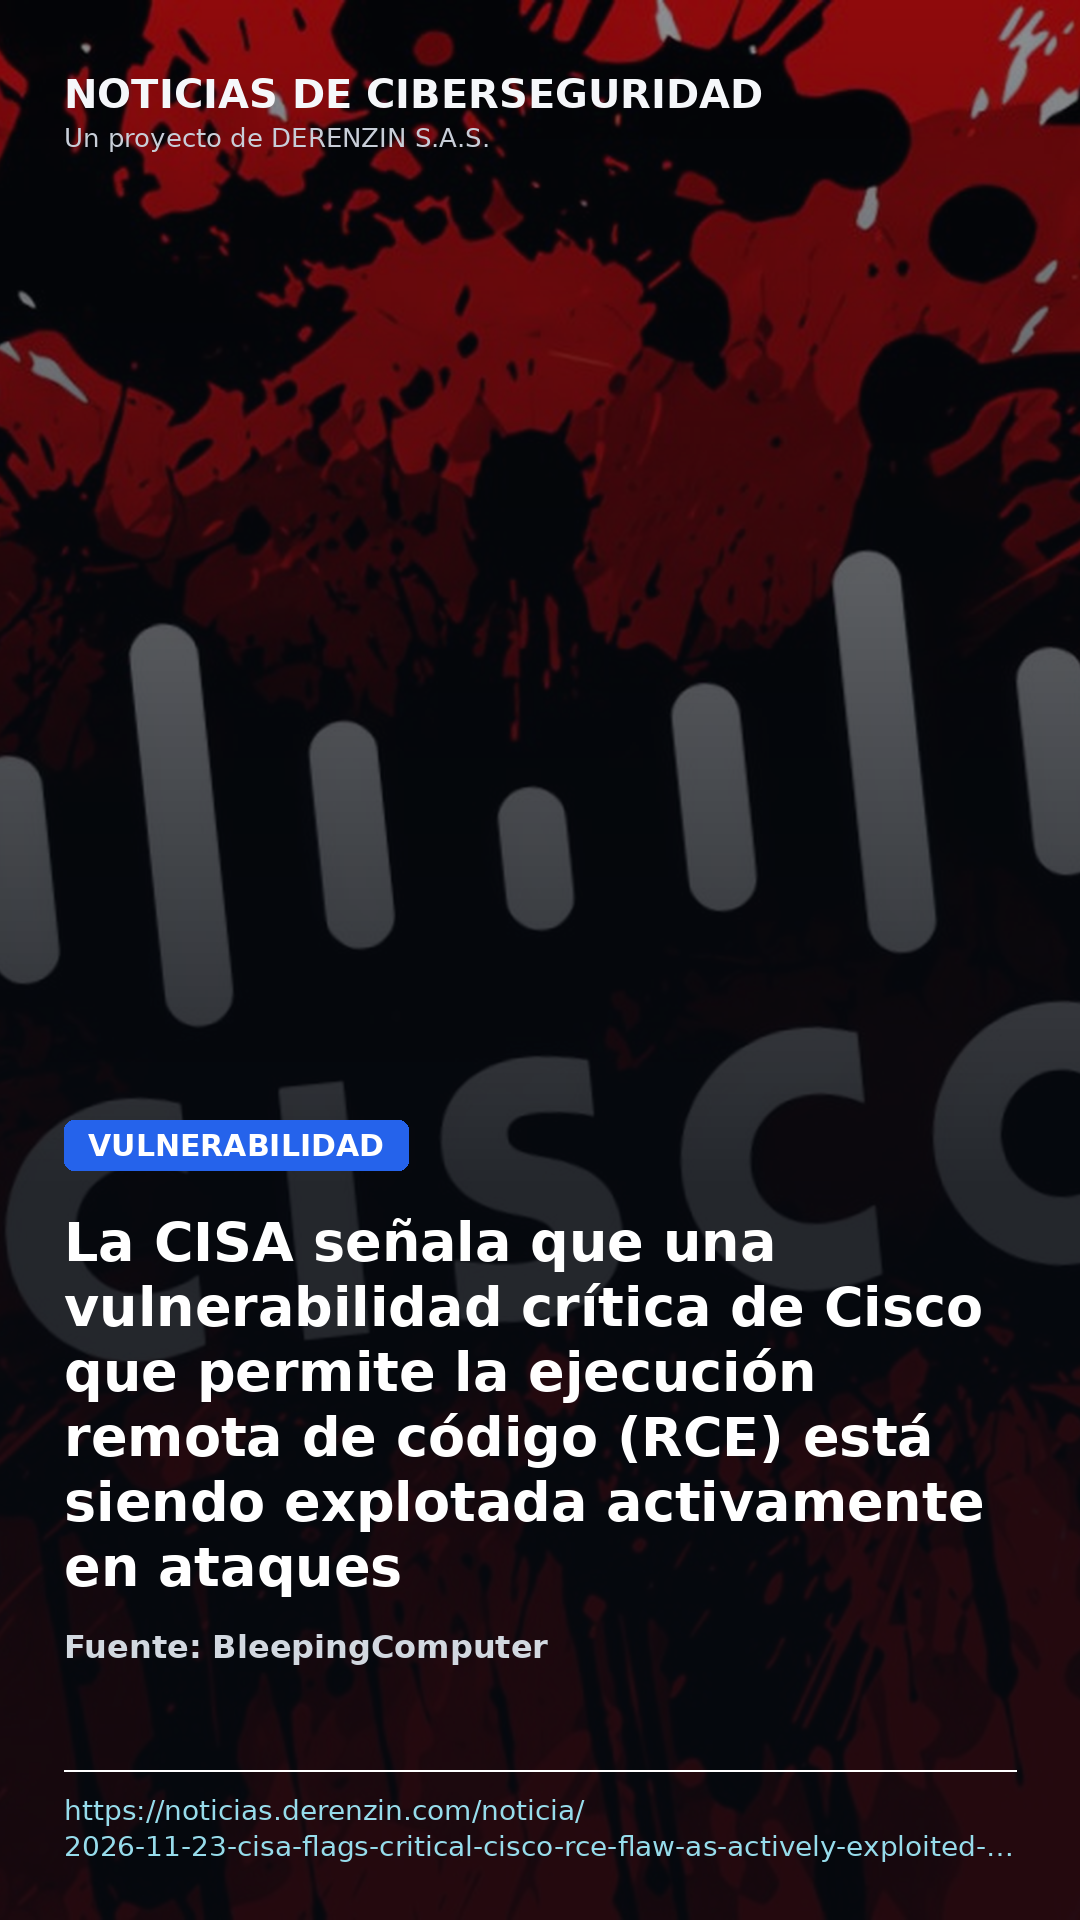 NOTICIAS DE CIBERSEGURIDAD
Un proyecto de DERENZIN S.A.S.
CISCO
VULNERABILIDAD
La CISA señala que una
vulnerabilidad crítica de Cisco
que permite la ejecución
remota de código (RCE) está
siendo explotada activamente
en ataques
Fuente: BleepingComputer
https://noticias.derenzin.com/noticia/
2026-11-23-cisa-flags-critical-cisco-rce-flaw-as-actively-exploited-…